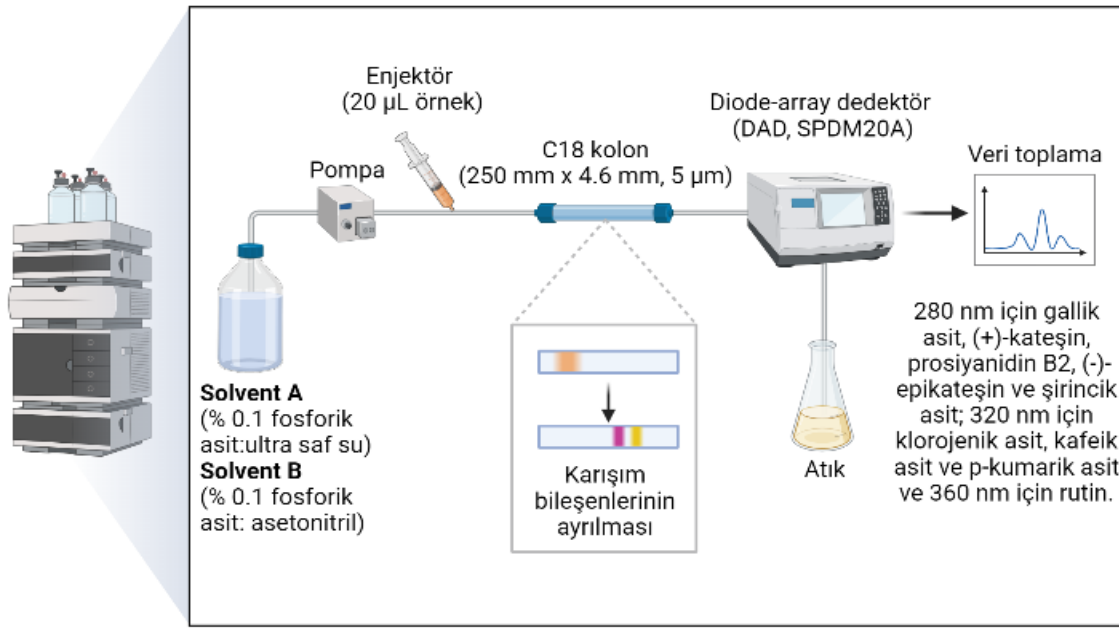 Enjektör
(20 µL örnek)
Pompa
C18 kolon
(250 mm x 4.6 mm, 5 µm)
Diode-array dedektör
(DAD, SPDM20A)
Veri toplama
Solvent A
(% 0.1 fosforik
asit:ultra saf su)
Solvent B
(% 0.1 fosforik
asit: asetonitril)
Karışım
bileşenlerinin
ayrılması
Atık
280 nm için gallik
asit, (+)-kateşin,
prosiyanidin B2, (-)-
epikateşin ve şirincik
asit; 320 nm için
klorojenik asit, kafeik
asit ve p-kumarik asit
ve 360 nm için rutin.